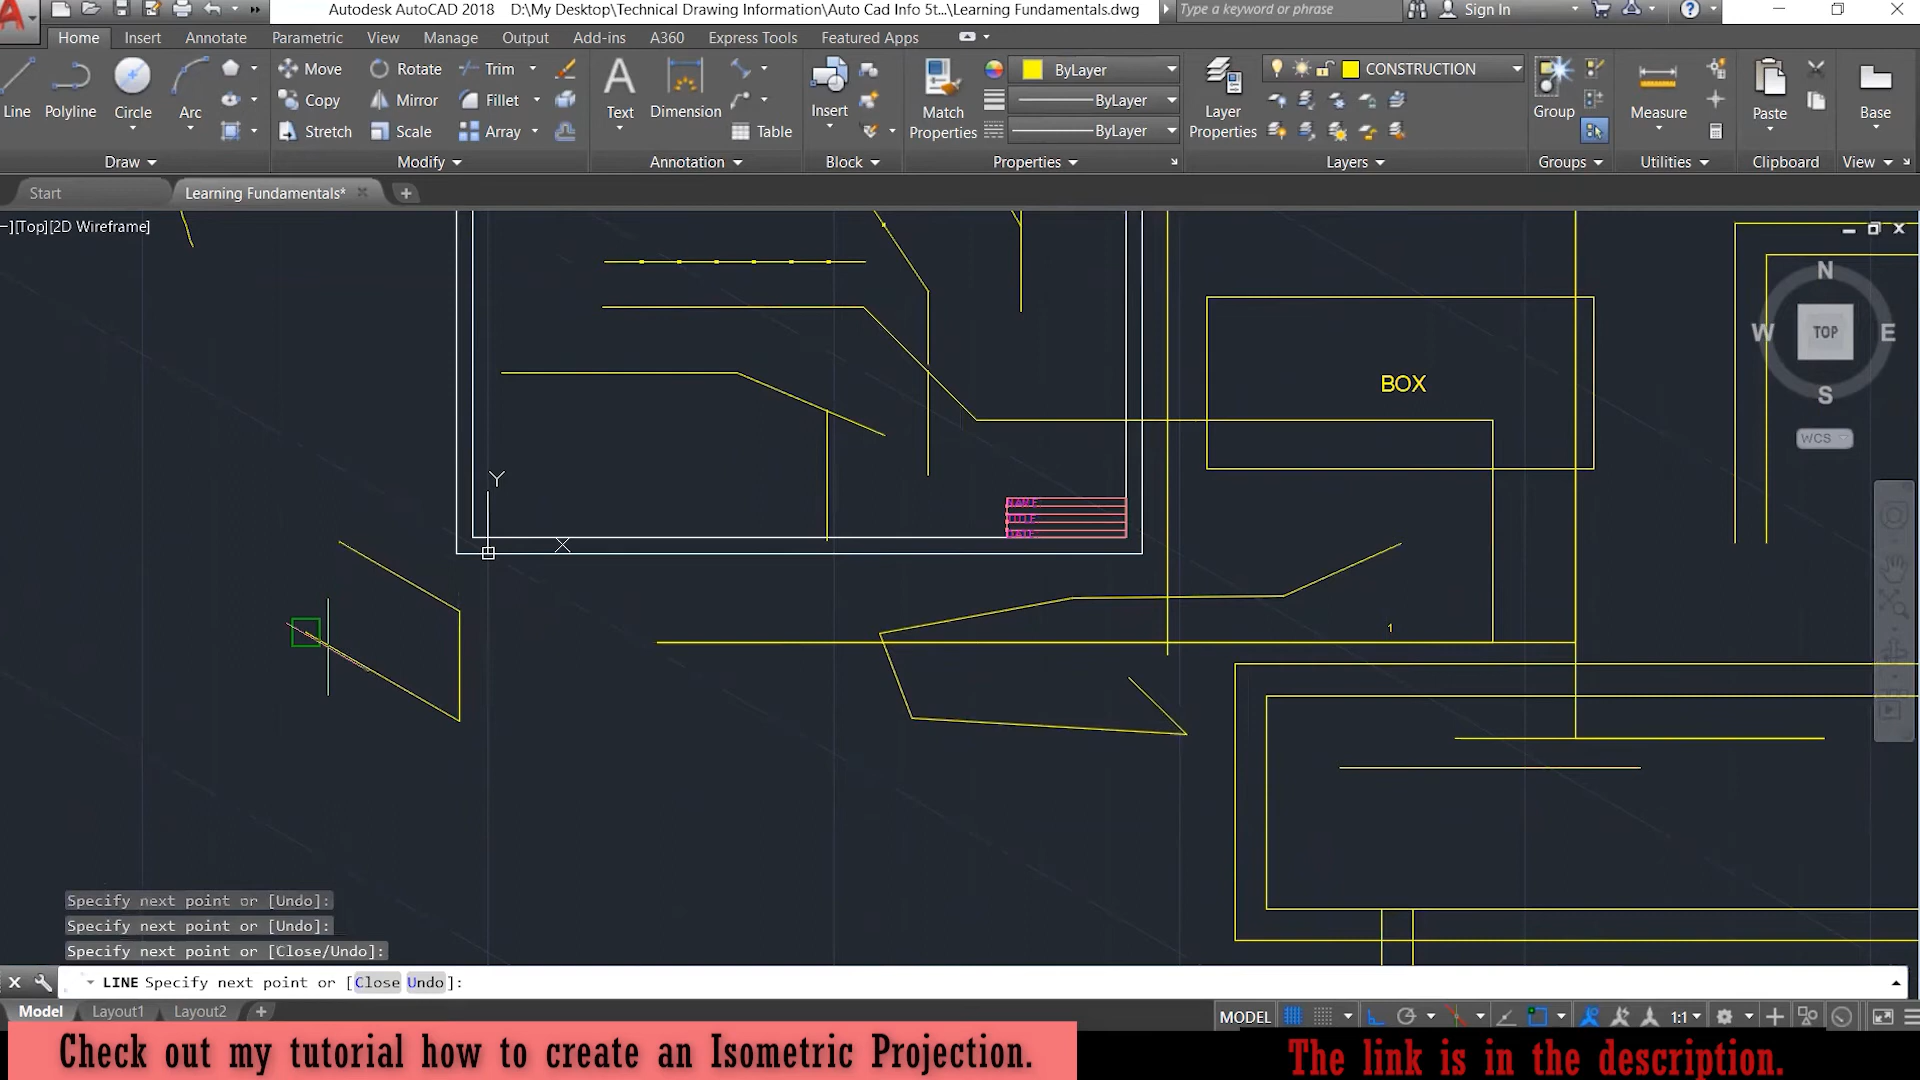 Autodesk AutoCAD 2018 D:\My Desktop\Technical Drawing Information\Auto Cad Info 5t...\Learning Fundamentals.dwg
Type a keyword or phrase
Sign In
Home Insert Annotate Parametric View Manage Output Add-ins A360 Express Tools Featured Apps
Line Polyline Circle Arc
Move Rotate Trim
Copy Mirror Fillet
Stretch Scale Array
Text Dimension Table
Insert
Match Properties
ByLayer
ByLayer
ByLayer
Layer Properties
CONSTRUCTION
Group Measure Paste Base
Draw Modify Annotation Block Properties Layers Groups Utilities Clipboard View
Start Learning Fundamentals*
[Top][2D Wireframe]
N
W TOP E
S
WCS
BOX
Y
X
NAME
TITLE
DATE
1
Specify next point or [Undo]:
Specify next point or [Undo]:
Specify next point or [Close/Undo]:
LINE Specify next point or [Close Undo]:
Model Layout1 Layout2
MODEL 1:1
Check out my tutorial how to create an Isometric Projection.
The link is in the description.